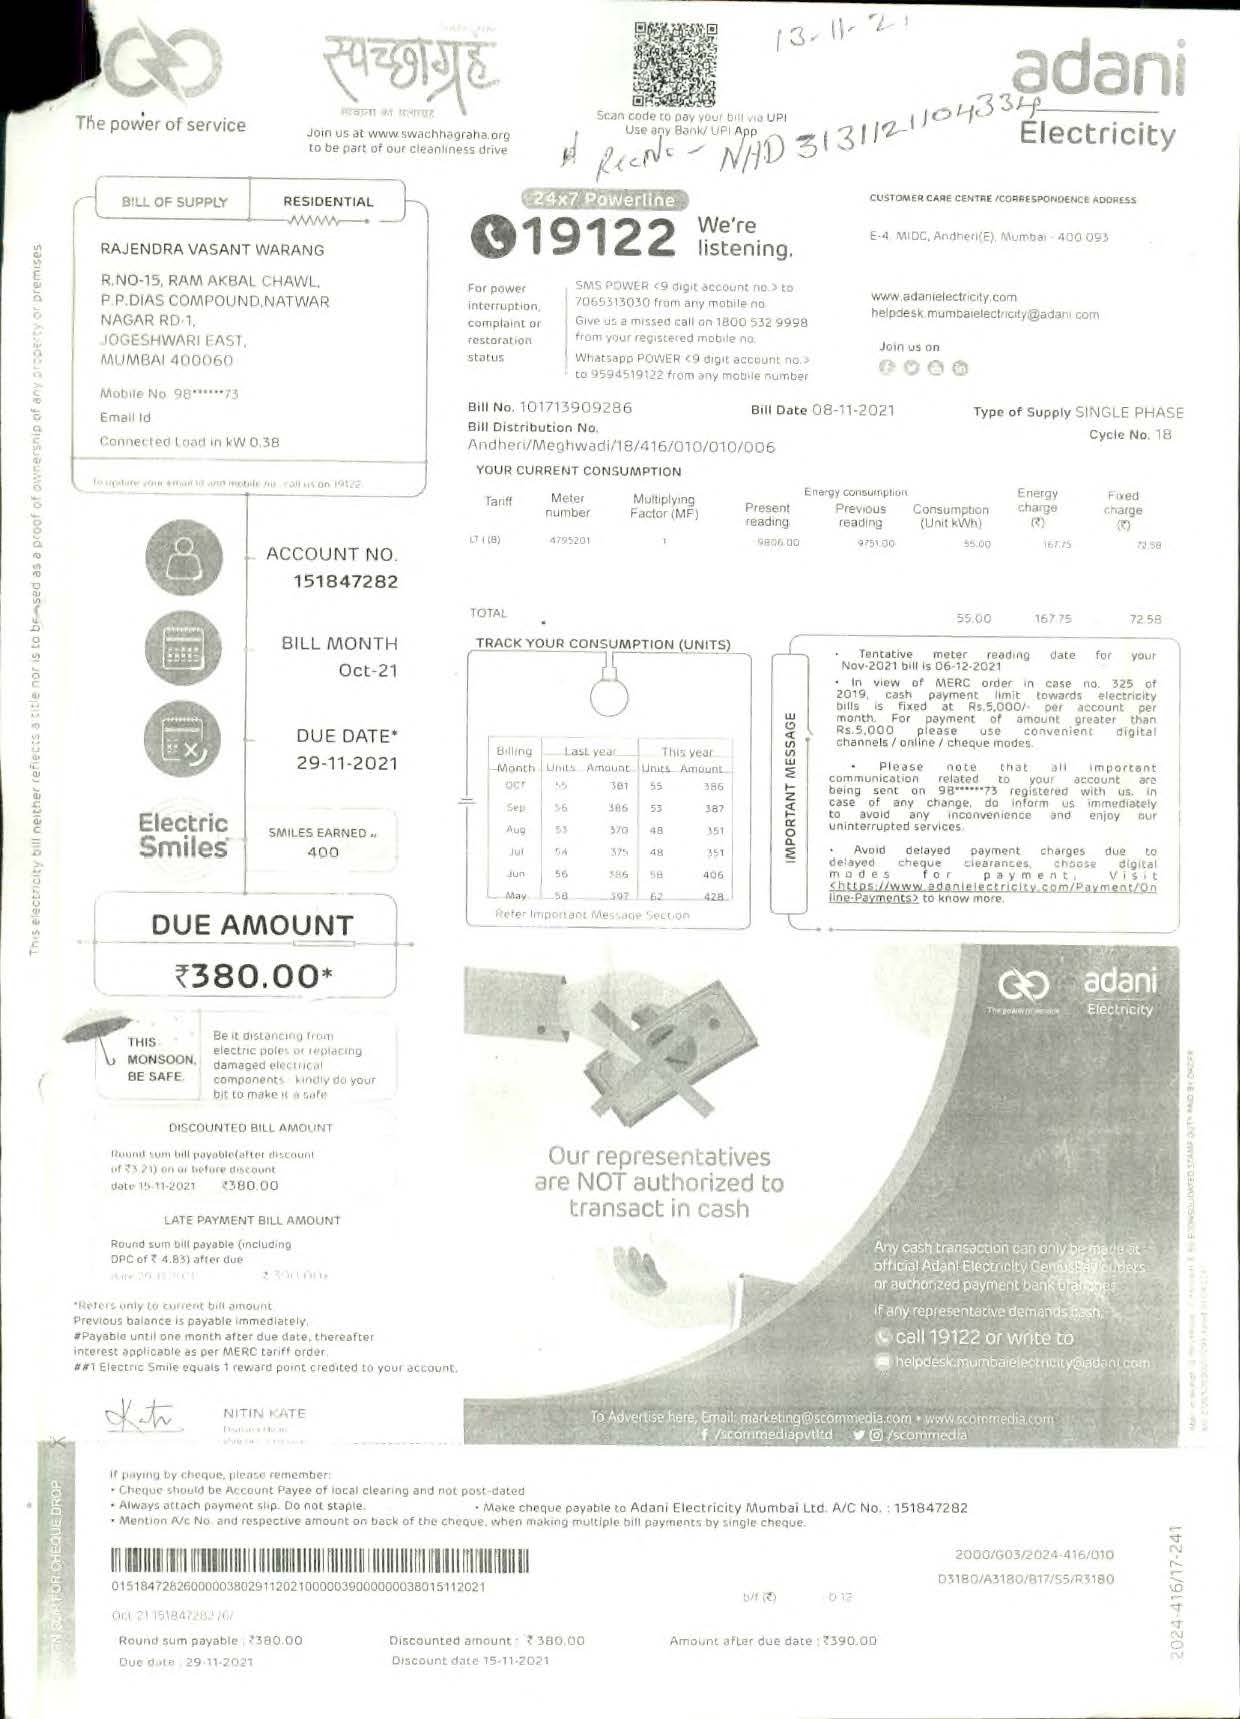 The power of service
स्वच्छाग्रह
Join us at www.swachhagraha.org
to be part of our cleanliness drive
Scan code to pay your bill via UPI
Use any Bank/ UPI App
13-11-21
adani
Electricity
BILL OF SUPPLY
RESIDENTIAL
RAJENDRA VASANT WARANG
R.NO-15, RAM AKBAL CHAWL,
P.P.DIAS COMPOUND,NATWAR
NAGAR RD-1,
JOGESHWARI EAST,
MUMBAI 400060
Mobile No. 98******73
Email Id
Connected Load in kW 0.38
To update your email id and mobile no. call us on 19122
24x7 Powerline
19122 We're
listening.
For power
interruption,
complaint or
restoration
status
SMS POWER <9 digit account no.> to
7065313030 from any mobile no.
Give us a missed call on 1800 532 9998
from your registered mobile no.
Whatsapp POWER <9 digit account no.>
to 9594519122 from any mobile number
CUSTOMER CARE CENTRE /CORRESPONDENCE ADDRESS
E-4, MIDC, Andheri(E), Mumbai - 400 093
www.adanielectricity.com
helpdesk.mumbaielectricity@adani.com
Join us on
Bill No. 101713909286
Bill Date 08-11-2021
Type of Supply SINGLE PHASE
Bill Distribution No.
Cycle No. 18
Andheri/Meghwadi/18/416/010/010/006
YOUR CURRENT CONSUMPTION
Energy consumption
Tariff Meter number Multiplying Factor (MF) Present reading Previous reading Consumption (Unit kWh) Energy charge (₹) Fixed charge (₹)
LT I (B) 4795201 1 9806.00 9751.00 55.00 167.75 72.58
TOTAL 55.00 167.75 72.58
This electricity bill neither reflects a title nor is to be used as a proof of ownership of any property or premises
ACCOUNT NO.
151847282
BILL MONTH
Oct-21
DUE DATE*
29-11-2021
Electric
Smiles
SMILES EARNED
400
DUE AMOUNT
₹380.00*
TRACK YOUR CONSUMPTION (UNITS)
Billing Last year This year
Month Units Amount Units Amount
OCT 55 381 55 386
Sep 56 386 53 387
Aug 53 370 48 351
Jul 54 375 48 351
Jun 56 386 58 406
May 58 397 62 428
Refer Important Message Section
IMPORTANT MESSAGE
• Tentative meter reading date for your
Nov-2021 bill is 06-12-2021
• In view of MERC order in case no. 325 of
2019, cash payment limit towards electricity
bills is fixed at Rs.5,000/- per account per
month. For payment of amount greater than
Rs.5,000 please use convenient digital
channels / online / cheque modes.
• Please note that all important
communication related to your account are
being sent on 98******73 registered with us. In
case of any change, do inform us immediately
to avoid any inconvenience and enjoy our
uninterrupted services.
• Avoid delayed payment charges due to
delayed cheque clearances, choose digital
modes for payment, Visit
<https://www.adanielectricity.com/Payment/On
line-Payments> to know more.
THIS
MONSOON,
BE SAFE.
Be it distancing from
electric poles or replacing
damaged electrical
components - kindly do your
bit to make it a safe
DISCOUNTED BILL AMOUNT
Round sum bill payable(after discount
of ₹3.21) on or before discount
date 15-11-2021 ₹380.00
LATE PAYMENT BILL AMOUNT
Round sum bill payable (including
DPC of ₹ 4.83) after due
date 29-11-2021 ₹ 390.00#
*Refers only to current bill amount
Previous balance is payable immediately.
#Payable until one month after due date, thereafter
interest applicable as per MERC tariff order.
##1 Electric Smile equals 1 reward point credited to your account.
NITIN KATE
adani
Electricity
The power of service
Our representatives
are NOT authorized to
transact in cash
Any cash transaction can only be made at
official Adani Electricity Genius Pay outlets
or authorized payment bank branches
If any representative demands cash,
call 19122 or write to
helpdesk.mumbaielectricity@adani.com
To Advertise here, Email: marketing@scommedia.com • www.scommedia.com
/scommediapvtltd /scommedia
If paying by cheque, please remember:
• Cheque should be Account Payee of local clearing and not post-dated
• Always attach payment slip. Do not staple.
• Make cheque payable to Adani Electricity Mumbai Ltd. A/C No. : 151847282
• Mention A/c No. and respective amount on back of the cheque, when making multiple bill payments by single cheque.
2000/G03/2024-416/010
D3180/A3180/B17/S5/R3180
b/f (₹) 0.12
Round sum payable : ₹380.00
Discounted amount : ₹ 380.00
Amount after due date : ₹390.00
Due date : 29-11-2021
Discount date 15-11-2021
2024-416/17-241